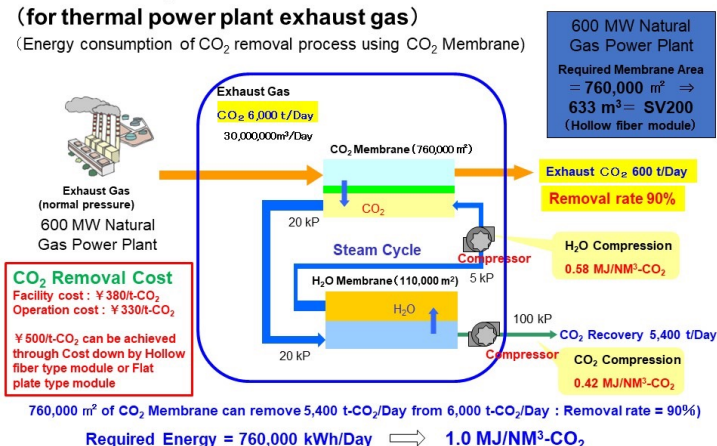 (for thermal power plant exhaust gas)
(Energy consumption of CO₂ removal process using CO₂ Membrane)
600 MW Natural
Gas Power Plant
Required Membrane Area
= 760,000 ㎡ ⇒
633 m³= SV200
(Hollow fiber module)
Exhaust Gas
CO₂ 6,000 t/Day
30,000,000m³/Day
CO₂ Membrane (760,000 ㎡)
Exhaust Gas
(normal pressure)
600 MW Natural
Gas Power Plant
CO₂
20 kP
Exhaust CO₂ 600 t/Day
Removal rate 90%
Steam Cycle
Compressor
5 kP
H₂O Compression
0.58 MJ/NM³-CO₂
H₂O Membrane (110,000 m²)
H₂O
20 kP
100 kP
Compressor
CO₂ Recovery 5,400 t/Day
CO₂ Compression
0.42 MJ/NM³-CO₂
CO₂ Removal Cost
Facility cost : ¥380/t-CO₂
Operation cost : ¥330/t-CO₂
¥500/t-CO₂ can be achieved
through Cost down by Hollow
fiber type module or Flat
plate type module
760,000 ㎡ of CO₂ Membrane can remove 5,400 t-CO₂/Day from 6,000 t-CO₂/Day : Removal rate = 90%)
Required Energy = 760,000 kWh/Day ⇨ 1.0 MJ/NM³-CO₂